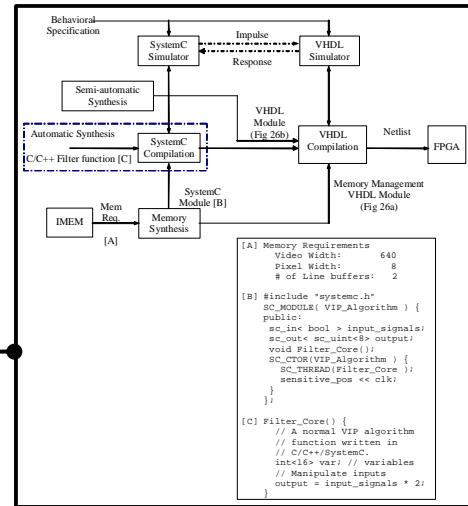 Behavioral
Specification
SystemC
Simulator
Impulse
Response
VHDL
Simulator
Semi-automatic
Synthesis
VHDL
Module
(Fig 26b)
Automatic Synthesis
C/C++ Filter function [C]
SystemC
Compilation
VHDL
Compilation
Netlist
FPGA
SystemC
Module [B]
Memory Management
VHDL Module
(Fig 26a)
IMEM
Mem
Req.
[A]
Memory
Synthesis
[A] Memory Requirements
Video Width: 640
Pixel Width: 8
# of Line buffers: 2
[B] #include "systemc.h"
SC_MODULE( VIP_Algorithm ) {
public:
sc_in< bool > input_signals;
sc_out< sc_uint<8> output;
void Filter_Core();
SC_CTOR(VIP_Algorithm ) {
SC_THREAD(Filter_Core );
sensitive_pos << clk;
}
};
[C] Filter_Core() {
// A normal VIP algorithm
// function written in
// C/C++/SystemC.
int<16> var; // variables
// Manipulate inputs
output = input_signals * 2;
}